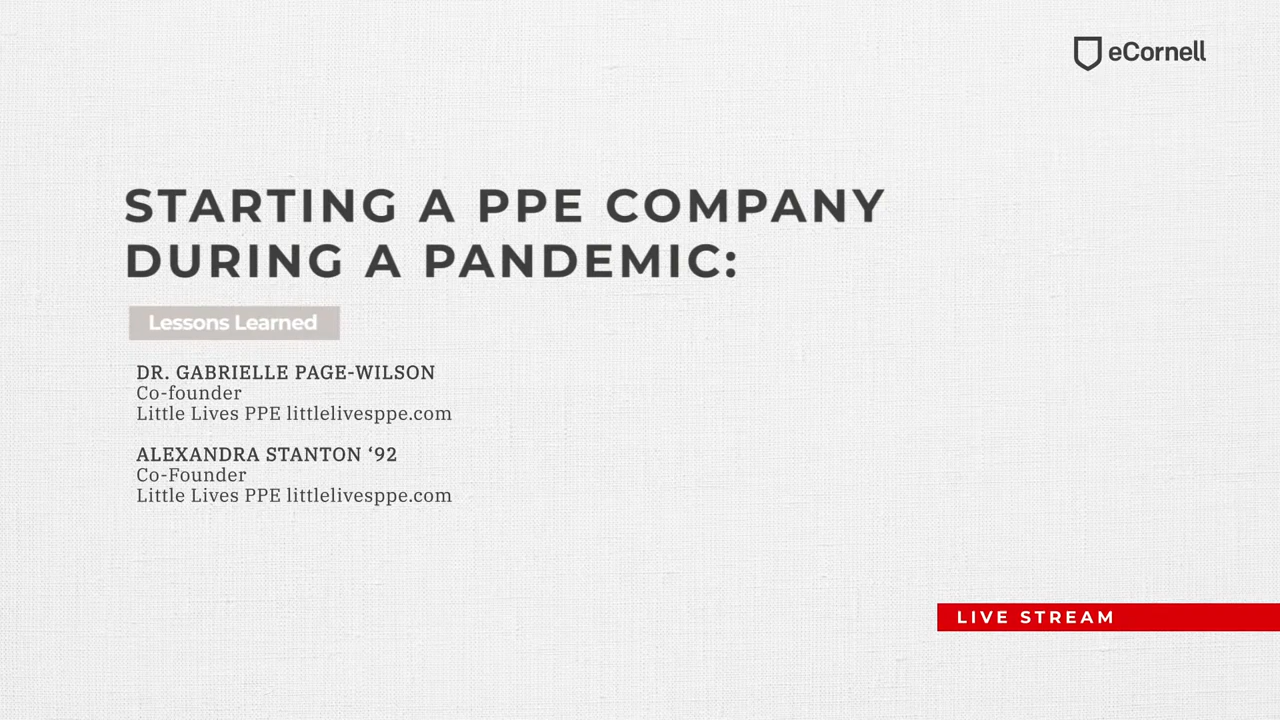 eCornell
STARTING A PPE COMPANY
DURING A PANDEMIC:
Lessons Learned
DR. GABRIELLE PAGE-WILSON
Co-founder
Little Lives PPE littlelivesppe.com
ALEXANDRA STANTON ‘92
Co-Founder
Little Lives PPE littlelivesppe.com
LIVE STREAM